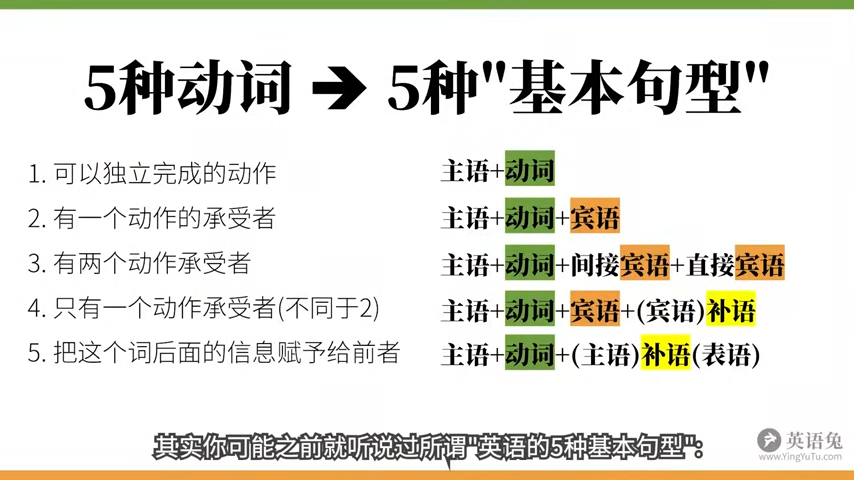 5种动词 → 5种"基本句型"
1. 可以独立完成的动作
主语+动词
2. 有一个动作的承受者
主语+动词+宾语
3. 有两个动作承受者
主语+动词+间接宾语+直接宾语
4. 只有一个动作承受者(不同于2)
主语+动词+宾语+(宾语)补语
5. 把这个词后面的信息赋予给前者
主语+动词+(主语)补语(表语)
其实你可能之前就听说过所谓"英语的5种基本句型":
英语兔
www.YingYuTu.com